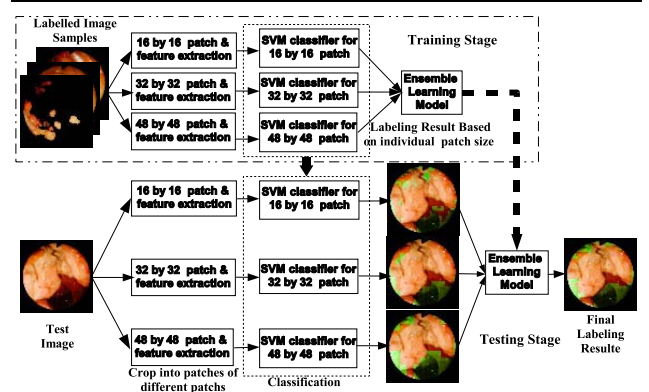 Labelled Image
Samples
16 by 16 patch &
feature extraction
32 by 32 patch &
feature extraction
48 by 48 patch &
feature extraction
SVM classifier for
16 by 16 patch
SVM classifier for
32 by 32 patch
SVM classifier for
48 by 48 patch
Training Stage
Ensemble
Learning
Model
Labeling Result Based
on individual patch size
16 by 16 patch &
feature extraction
32 by 32 patch &
feature extraction
48 by 48 patch &
feature extraction
SVM classifier for
16 by 16 patch
SVM classifier for
32 by 32 patch
SVM classifier for
48 by 48 patch
Ensemble
Learning
Model
Test
Image
Crop into patches of
different patchs
Classification
Testing Stage
Final
Labeling
Resulte